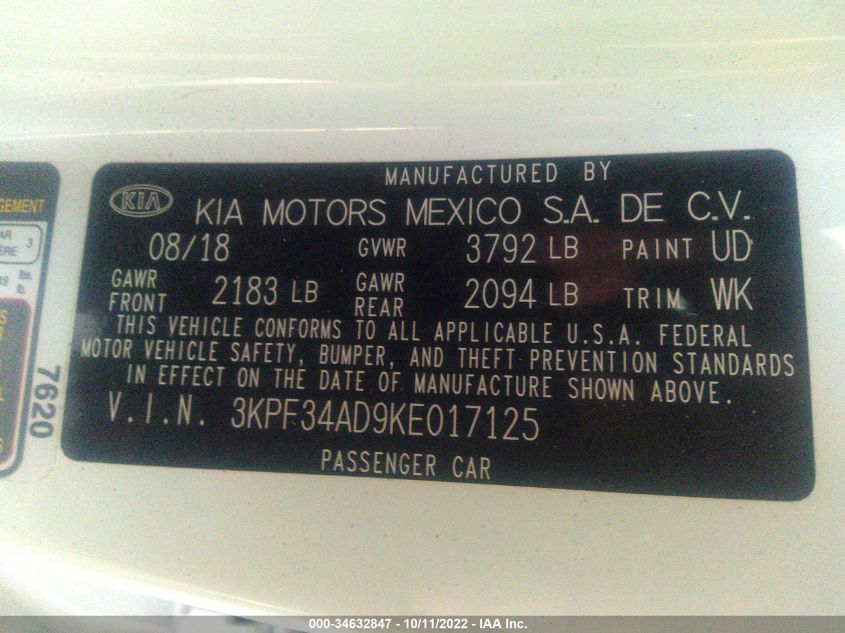 MANUFACTURED BY
KIA KIA MOTORS MEXICO S.A. DE C.V.
08/18 GVWR 3792 LB PAINT UD
GAWR FRONT 2183 LB GAWR REAR 2094 LB TRIM WK
THIS VEHICLE CONFORMS TO ALL APPLICABLE U.S.A. FEDERAL
MOTOR VEHICLE SAFETY, BUMPER, AND THEFT PREVENTION STANDARDS
IN EFFECT ON THE DATE OF MANUFACTURE SHOWN ABOVE.
V.I.N. 3KPF34AD9KE017125
PASSENGER CAR
7620
000-34632847 - 10/11/2022 - IAA Inc.